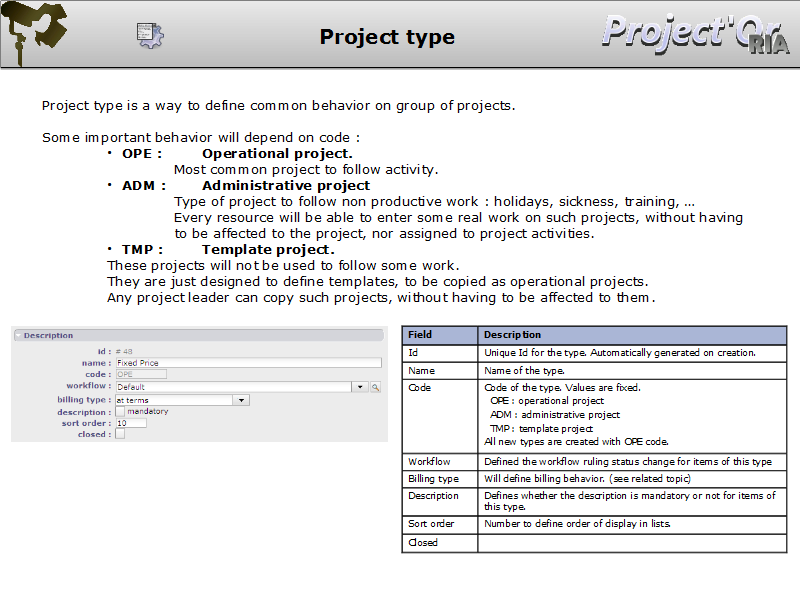 Project type
Project'Or
RIA
Project type is a way to define common behavior on group of projects.
Some important behavior will depend on code :
• OPE : Operational project.
Most common project to follow activity.
• ADM : Administrative project
Type of project to follow non productive work : holidays, sickness, training, ...
Every resource will be able to enter some real work on such projects, without having
to be affected to the project, nor assigned to project activities.
• TMP : Template project.
These projects will not be used to follow some work.
They are just designed to define templates, to be copied as operational projects.
Any project leader can copy such projects, without having to be affected to them.
Description
id : # 48
name : Fixed Price
code : OPE
workflow : Default
billing type : at terms
description : mandatory
sort order : 10
closed :
Field Description
Id Unique Id for the type. Automatically generated on creation.
Name Name of the type.
Code Code of the type. Values are fixed.
OPE : operational project
ADM : administrative project
TMP : template project
All new types are created with OPE code.
Workflow Defined the workflow ruling status change for items of this type
Billing type Will define billing behavior. (see related topic)
Description Defines whether the description is mandatory or not for items of
this type.
Sort order Number to define order of display in lists.
Closed